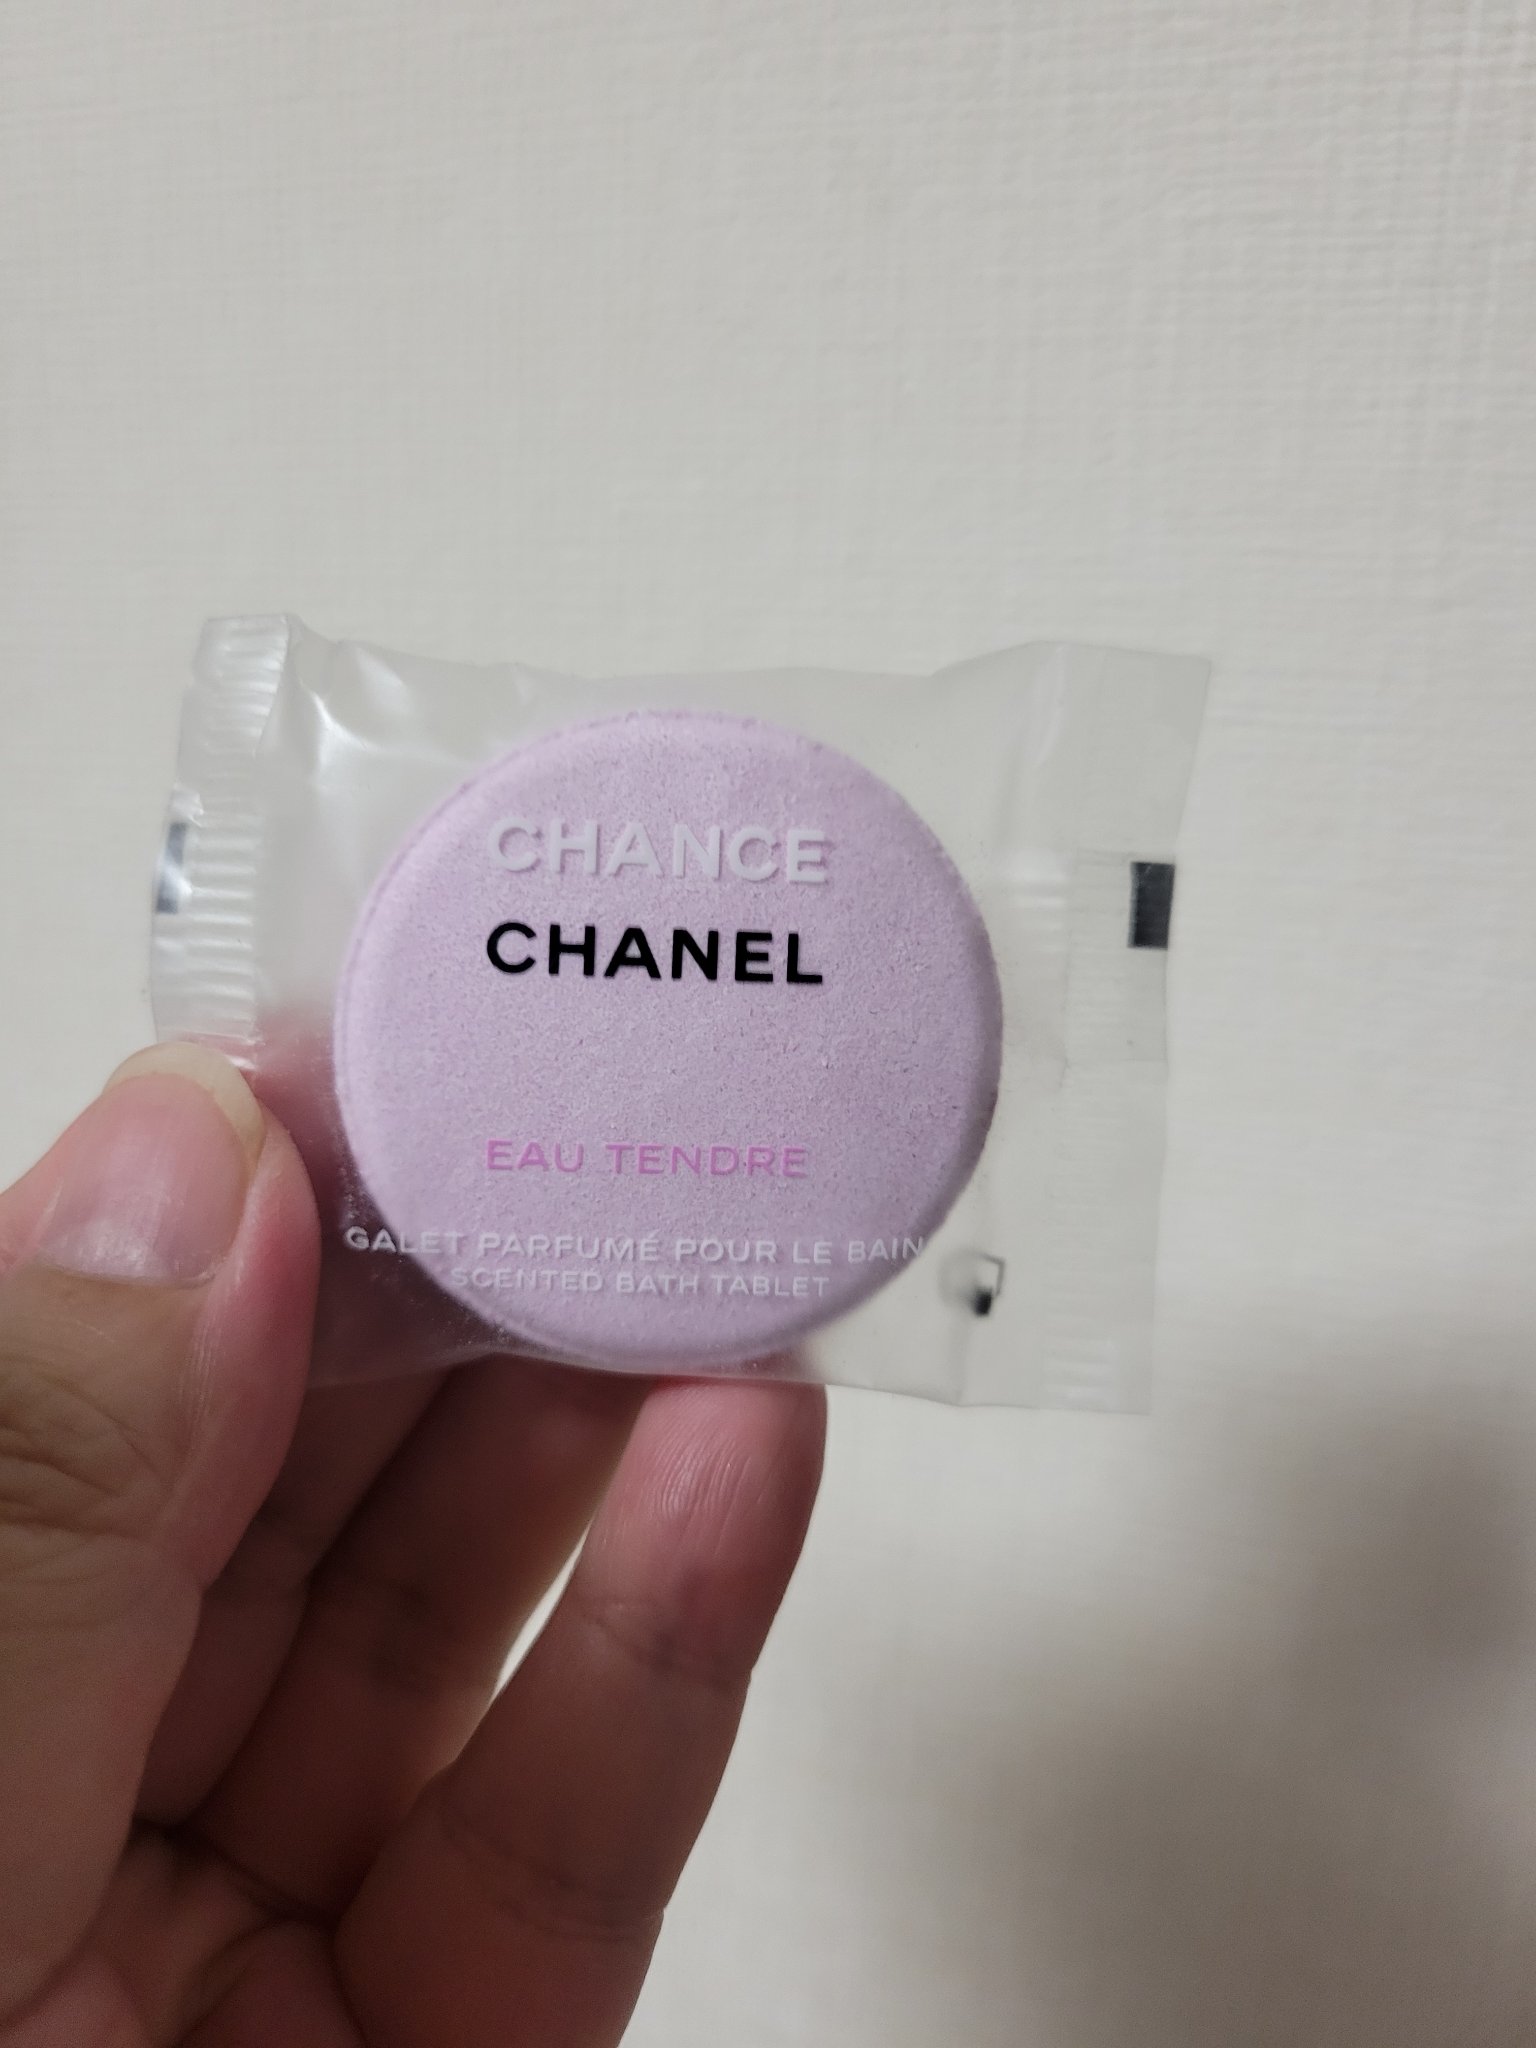 CHANCE
CHANEL
EAU TENDRE
GALET PARFUMÉ POUR LE BAIN
SCENTED BATH TABLET